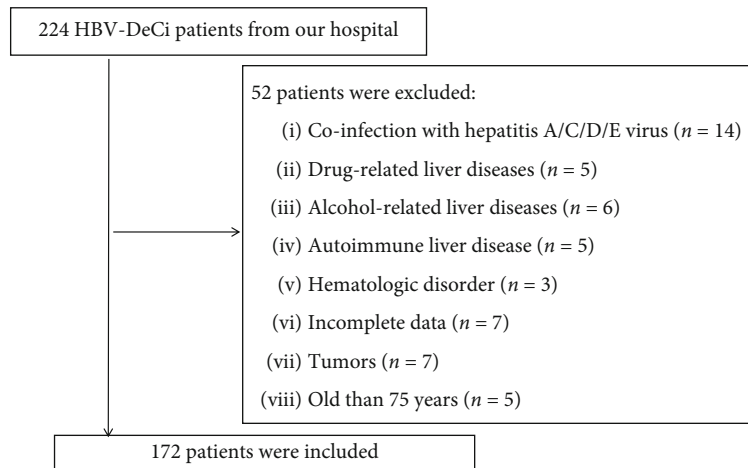 224 HBV-DeCi patients from our hospital
52 patients were excluded:
(i) Co-infection with hepatitis A/C/D/E virus (n = 14)
(ii) Drug-related liver diseases (n = 5)
(iii) Alcohol-related liver diseases (n = 6)
(iv) Autoimmune liver disease (n = 5)
(v) Hematologic disorder (n = 3)
(vi) Incomplete data (n = 7)
(vii) Tumors (n = 7)
(viii) Old than 75 years (n = 5)
172 patients were included